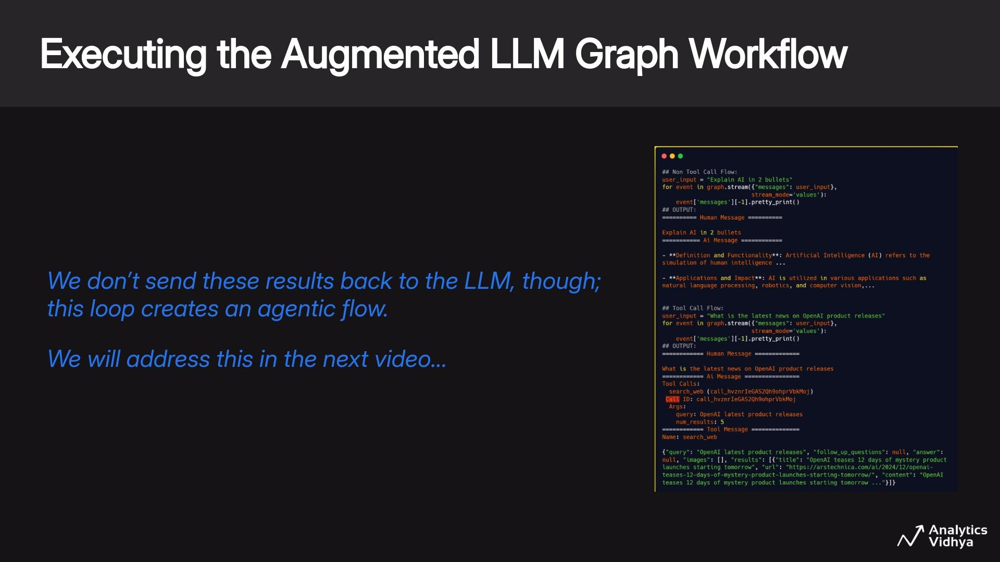 Executing the Augmented LLM Graph Workflow
We don’t send these results back to the LLM, though;
this loop creates an agentic flow.
We will address this in the next video...
## Non Tool Call Flow:
user_input = "Explain AI in 2 bullets"
for event in graph.stream({"messages": user_input},
stream_mode='values'):
event['messages'][-1].pretty_print()
## OUTPUT:
========== Human Message ==========
Explain AI in 2 bullets
=========== Ai Message ============
- **Definition and Functionality**: Artificial Intelligence (AI) refers to the
simulation of human intelligence ...
- **Applications and Impact**: AI is utilized in various applications such as
natural language processing, robotics, and computer vision,...
## Tool Call Flow:
user_input = "What is the latest news on OpenAI product releases"
for event in graph.stream({"messages": user_input},
stream_mode='values'):
event['messages'][-1].pretty_print()
## OUTPUT:
============ Human Message =============
What is the latest news on OpenAI product releases
============ Ai Message ================
Tool Calls:
search_web (call_hvznrIeGAS2Qh9ohprVbkMoj)
Call ID: call_hvznrIeGAS2Qh9ohprVbkMoj
Args:
query: OpenAI latest product releases
num_results: 5
============ Tool Message ==============
Name: search_web
{"query": "OpenAI latest product releases", "follow_up_questions": null, "answer":
null, "images": [], "results": [{"title": "OpenAI teases 12 days of mystery product
launches starting tomorrow", "url": "https://arstechnica.com/ai/2024/12/openai-
teases-12-days-of-mystery-product-launches-starting-tomorrow/", "content": "OpenAI
teases 12 days of mystery product launches starting tomorrow ..."}]}
Analytics
Vidhya